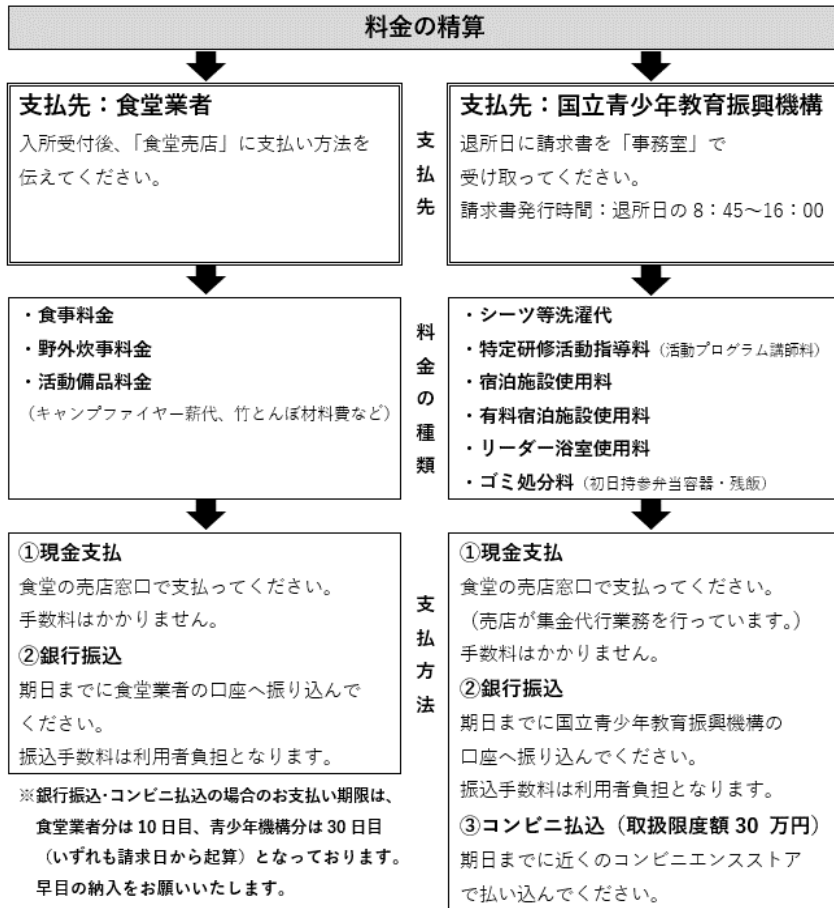 料金の精算
支払先：食堂業者
入所受付後、「食堂売店」に支払い方法を
伝えてください。
支払先
支払先：国立青少年教育振興機構
退所日に請求書を「事務室」で
受け取ってください。
請求書発行時間：退所日の 8：45～16：00
・食事料金
・野外炊事料金
・活動備品料金
（キャンプファイヤー薪代、竹とんぼ材料費など）
料金の種類
・シーツ等洗濯代
・特定研修活動指導料（活動プログラム講師料）
・宿泊施設使用料
・有料宿泊施設使用料
・リーダー浴室使用料
・ゴミ処分料（初日持参弁当容器・残飯）
①現金支払
食堂の売店窓口で支払ってください。
手数料はかかりません。
②銀行振込
期日までに食堂業者の口座へ振り込んで
ください。
振込手数料は利用者負担となります。
※銀行振込・コンビニ払込の場合のお支払い期限は、
食堂業者分は 10 日目、青少年機構分は 30 日目
（いずれも請求日から起算）となっております。
早目の納入をお願いいたします。
支払方法
①現金支払
食堂の売店窓口で支払ってください。
（売店が集金代行業務を行っています。）
手数料はかかりません。
②銀行振込
期日までに国立青少年教育振興機構の
口座へ振り込んでください。
振込手数料は利用者負担となります。
③コンビニ払込（取扱限度額 30 万円）
期日までに近くのコンビニエンスストア
で払い込んでください。